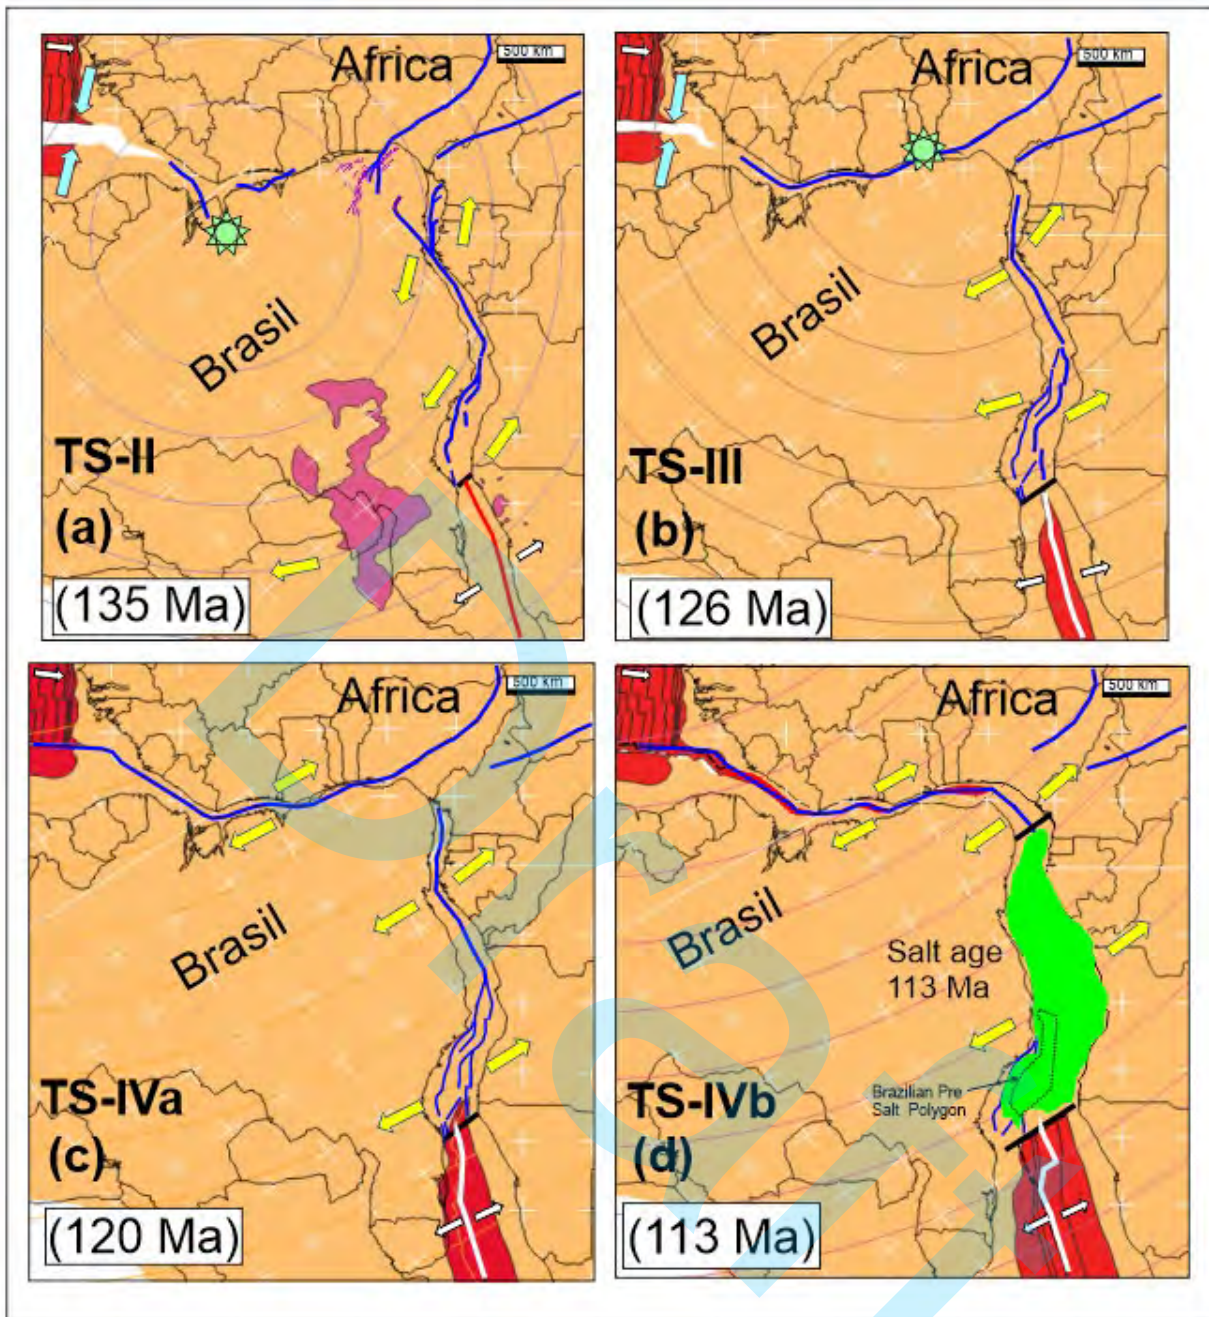 Africa
500 km
Brasil
TS-II
(a)
(135 Ma)
Africa
500 km
Brasil
TS-III
(b)
(126 Ma)
Africa
500 km
Brasil
TS-IVa
(c)
(120 Ma)
Africa
500 km
Brasil
Salt age
113 Ma
Brazilian Pre
Salt Polygon
TS-IVb
(d)
(113 Ma)
Draft